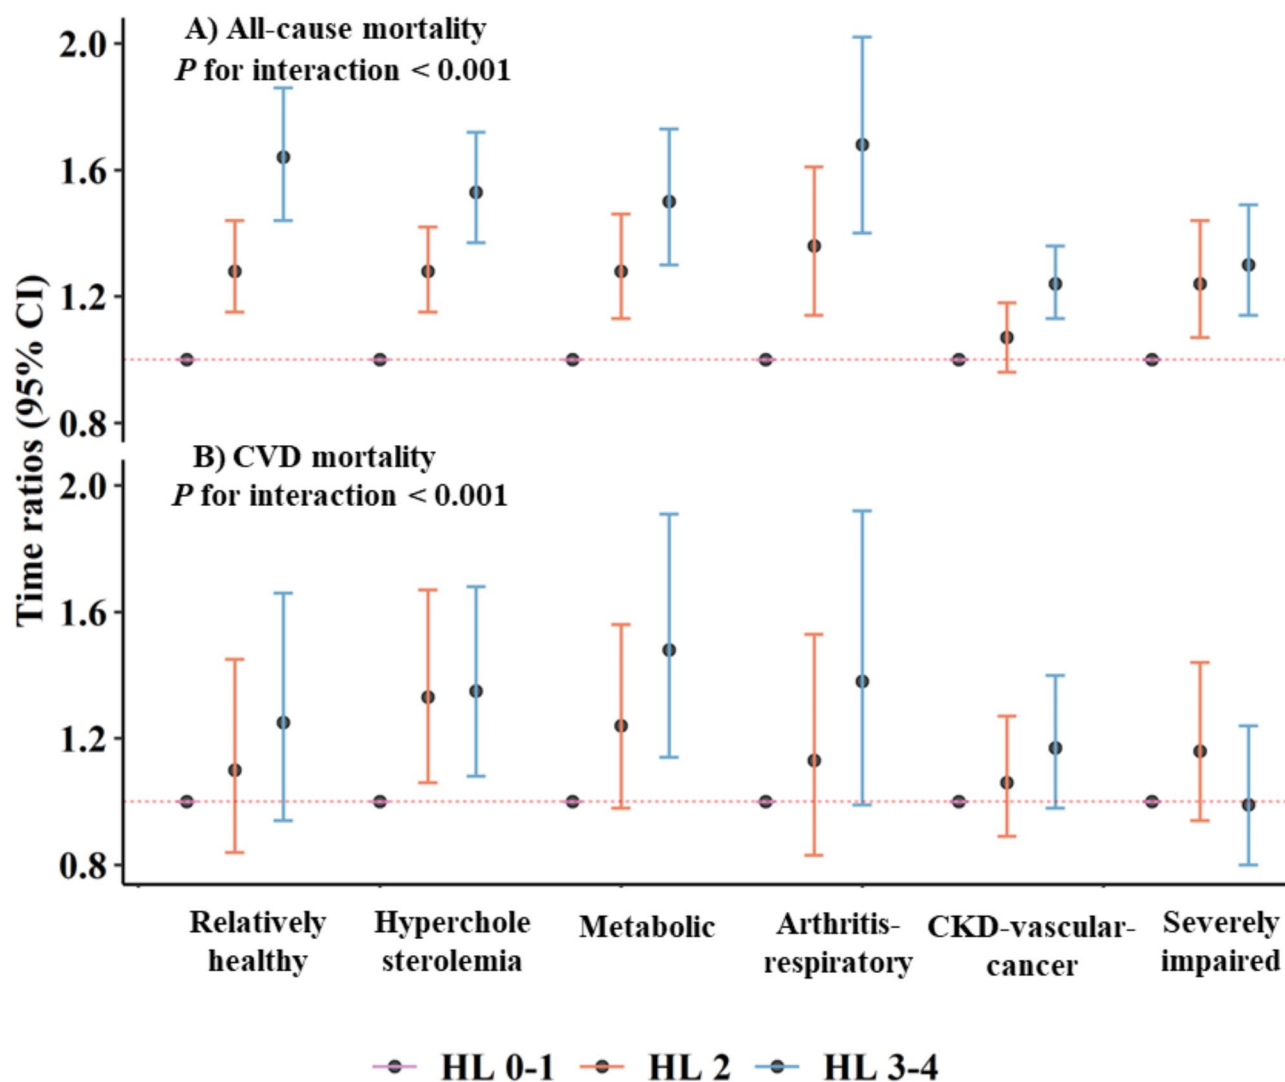 A) All-cause mortality
P for interaction < 0.001
2.0
1.6
1.2
0.8
B) CVD mortality
P for interaction < 0.001
2.0
1.6
1.2
0.8
Time ratios (95% CI)
Relatively
healthy
Hyperchole
sterolemia
Metabolic
Arthritis-
respiratory
CKD-vascular-
cancer
Severely
impaired
HL 0-1
HL 2
HL 3-4